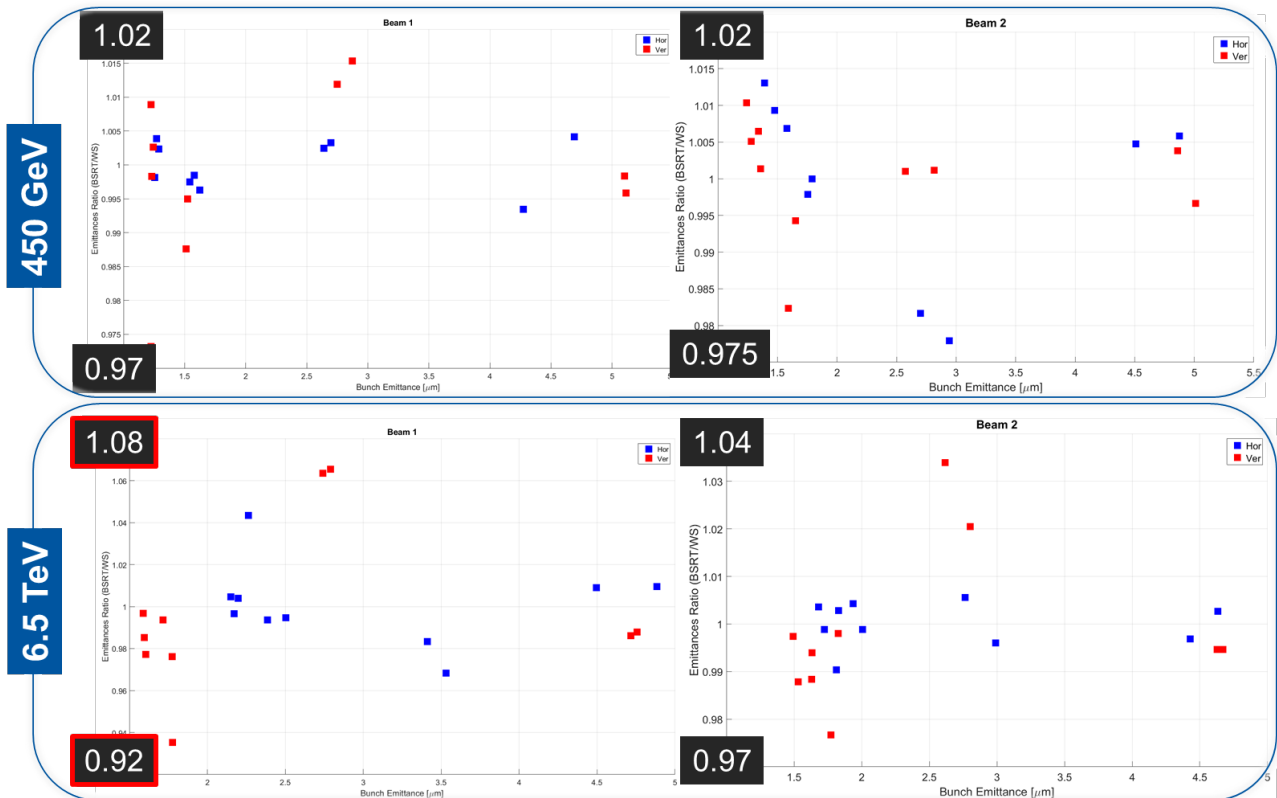 450 GeV
Beam 1
1.02
Hor
Ver
1.015
1.01
1.005
1
0.995
0.99
0.985
0.98
0.975
0.97
Emittances Ratio (BSRT/WS)
1.5 2 2.5 3 3.5 4 4.5 5
Bunch Emittance [μm]
Beam 2
1.02
Hor
Ver
1.015
1.01
1.005
1
0.995
0.99
0.985
0.98
0.975
Emittances Ratio (BSRT/WS)
1.5 2 2.5 3 3.5 4 4.5 5 5.5
Bunch Emittance [μm]
6.5 TeV
Beam 1
1.08
Hor
Ver
1.06
1.04
1.02
1
0.98
0.96
0.94
0.92
Emittances Ratio (BSRT/WS)
2 2.5 3 3.5 4 4.5 5
Bunch Emittance [μm]
Beam 2
1.04
Hor
Ver
1.03
1.02
1.01
1
0.99
0.98
0.97
Emittances Ratio (BSRT/WS)
1.5 2 2.5 3 3.5 4 4.5 5
Bunch Emittance [μm]